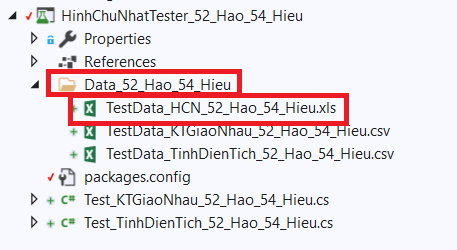 HinhChuNhatTester_52_Hao_54_Hieu
Properties
References
Data_52_Hao_54_Hieu
TestData_HCN_52_Hao_54_Hieu.xls
TestData_KTGiaoNhau_52_Hao_54_Hieu.csv
TestData_TinhDienTich_52_Hao_54_Hieu.csv
packages.config
C# Test_KTGiaoNhau_52_Hao_54_Hieu.cs
C# Test_TinhDienTich_52_Hao_54_Hieu.cs